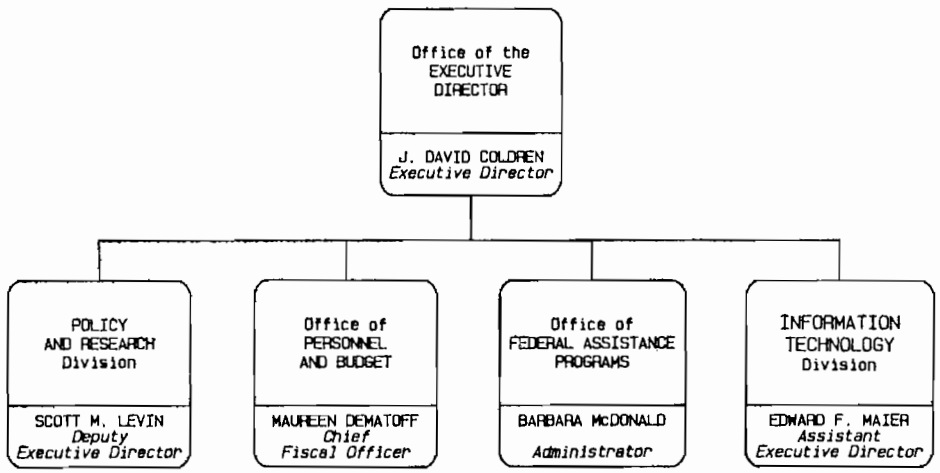 Office of the
EXECUTIVE
DIRECTOR
J. DAVID COLDREN
Executive Director
POLICY
AND RESEARCH
Division
SCOTT M. LEVIN
Deputy
Executive Director
Office of
PERSONNEL
AND BUDGET
MAUREEN DEMATOFF
Chief
Fiscal Officer
Office of
FEDERAL ASSISTANCE
PROGRAMS
BARBARA McDONALD
Administrator
INFORMATION
TECHNOLOGY
Division
EDWARD F. MAIER
Assistant
Executive Director